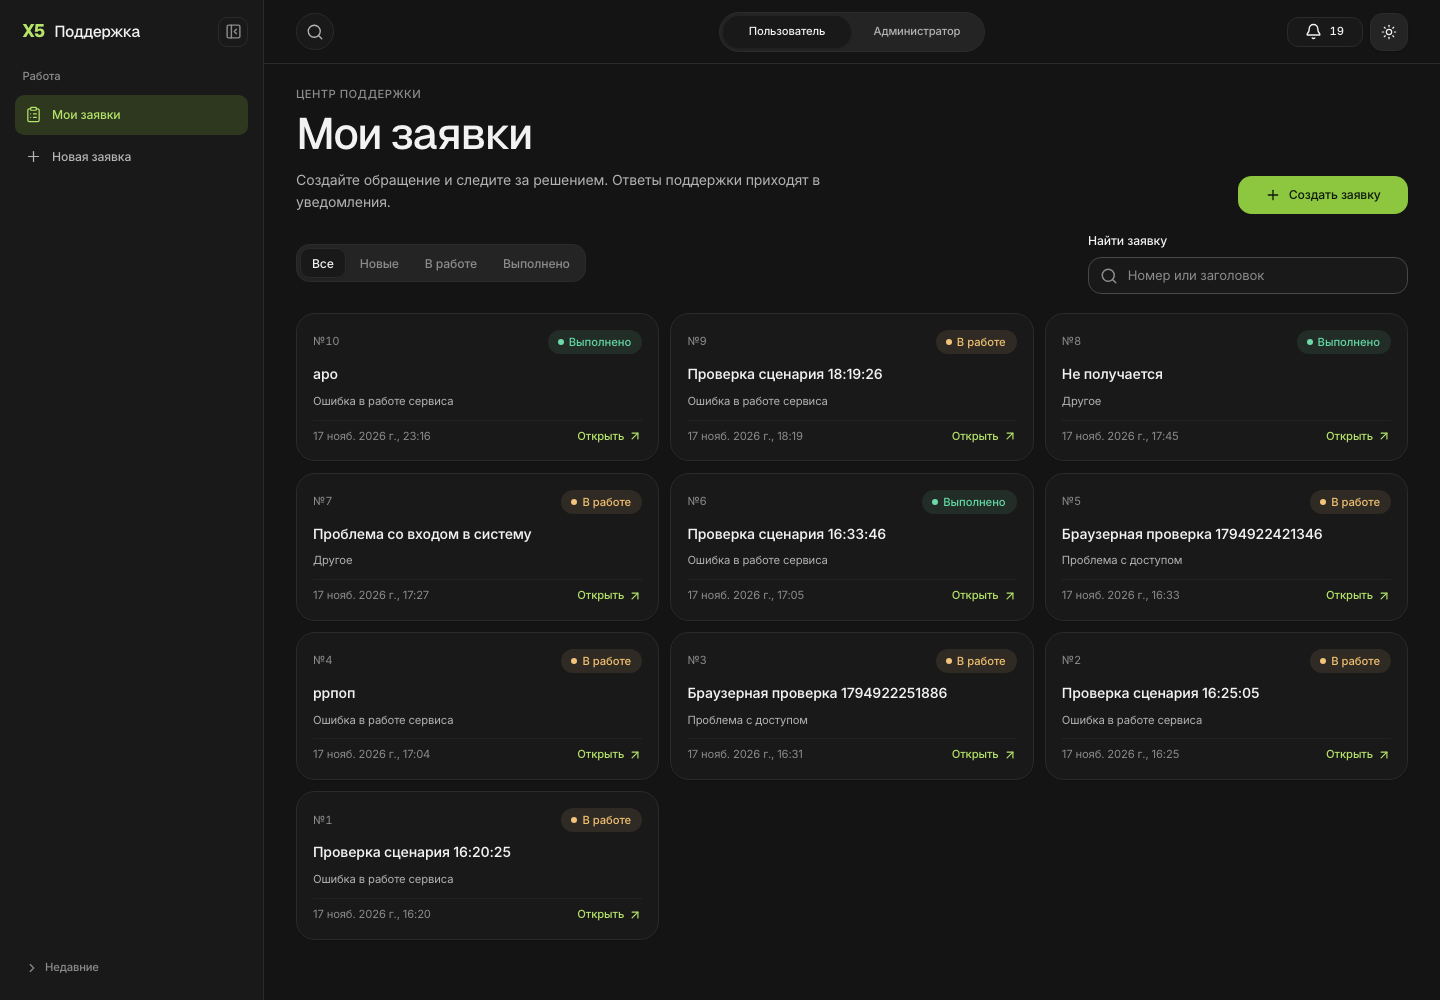 X5 Поддержка
Работа
Мои заявки
Новая заявка
Недавние
Пользователь
Администратор
19
ЦЕНТР ПОДДЕРЖКИ
Мои заявки
Создайте обращение и следите за решением. Ответы поддержки приходят в
уведомления.
Создать заявку
Все
Новые
В работе
Выполнено
Найти заявку
Номер или заголовок
№10
Выполнено
аро
Ошибка в работе сервиса
17 нояб. 2026 г., 23:16
Открыть
№9
В работе
Проверка сценария 18:19:26
Ошибка в работе сервиса
17 нояб. 2026 г., 18:19
Открыть
№8
Выполнено
Не получается
Другое
17 нояб. 2026 г., 17:45
Открыть
№7
В работе
Проблема со входом в систему
Другое
17 нояб. 2026 г., 17:27
Открыть
№6
Выполнено
Проверка сценария 16:33:46
Ошибка в работе сервиса
17 нояб. 2026 г., 17:05
Открыть
№5
В работе
Браузерная проверка 1794922421346
Проблема с доступом
17 нояб. 2026 г., 16:33
Открыть
№4
В работе
ррпоп
Ошибка в работе сервиса
17 нояб. 2026 г., 17:04
Открыть
№3
В работе
Браузерная проверка 1794922251886
Проблема с доступом
17 нояб. 2026 г., 16:31
Открыть
№2
В работе
Проверка сценария 16:25:05
Ошибка в работе сервиса
17 нояб. 2026 г., 16:25
Открыть
№1
В работе
Проверка сценария 16:20:25
Ошибка в работе сервиса
17 нояб. 2026 г., 16:20
Открыть